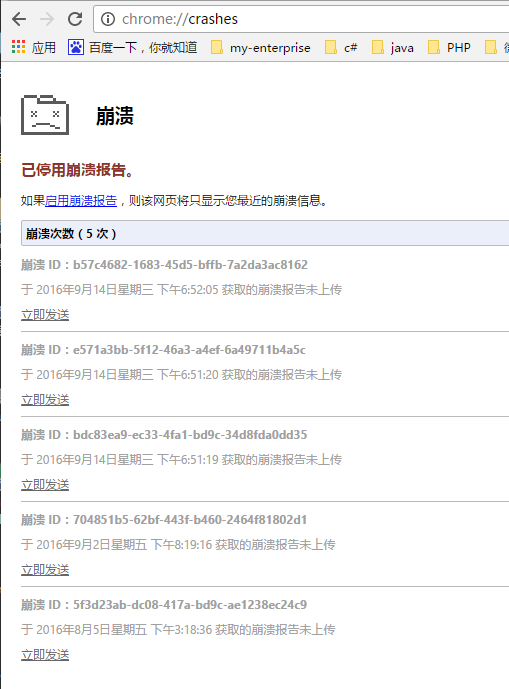 chrome://crashes
应用 百度一下，你就知道 my-enterprise c# java PHP
崩溃
已停用崩溃报告。
如果启用崩溃报告，则该网页将只显示您最近的崩溃信息。
崩溃次数（5 次）
崩溃 ID：b57c4682-1683-45d5-bffb-7a2da3ac8162
于 2016年9月14日星期三 下午6:52:05 获取的崩溃报告未上传
立即发送
崩溃 ID：e571a3bb-5f12-46a3-a4ef-6a49711b4a5c
于 2016年9月14日星期三 下午6:51:20 获取的崩溃报告未上传
立即发送
崩溃 ID：bdc83ea9-ec33-4fa1-bd9c-34d8fda0dd35
于 2016年9月14日星期三 下午6:51:19 获取的崩溃报告未上传
立即发送
崩溃 ID：704851b5-62bf-443f-b460-2464f81802d1
于 2016年9月2日星期五 下午8:19:16 获取的崩溃报告未上传
立即发送
崩溃 ID：5f3d23ab-dc08-417a-bd9c-ae1238ec24c9
于 2016年8月5日星期五 下午3:18:36 获取的崩溃报告未上传
立即发送